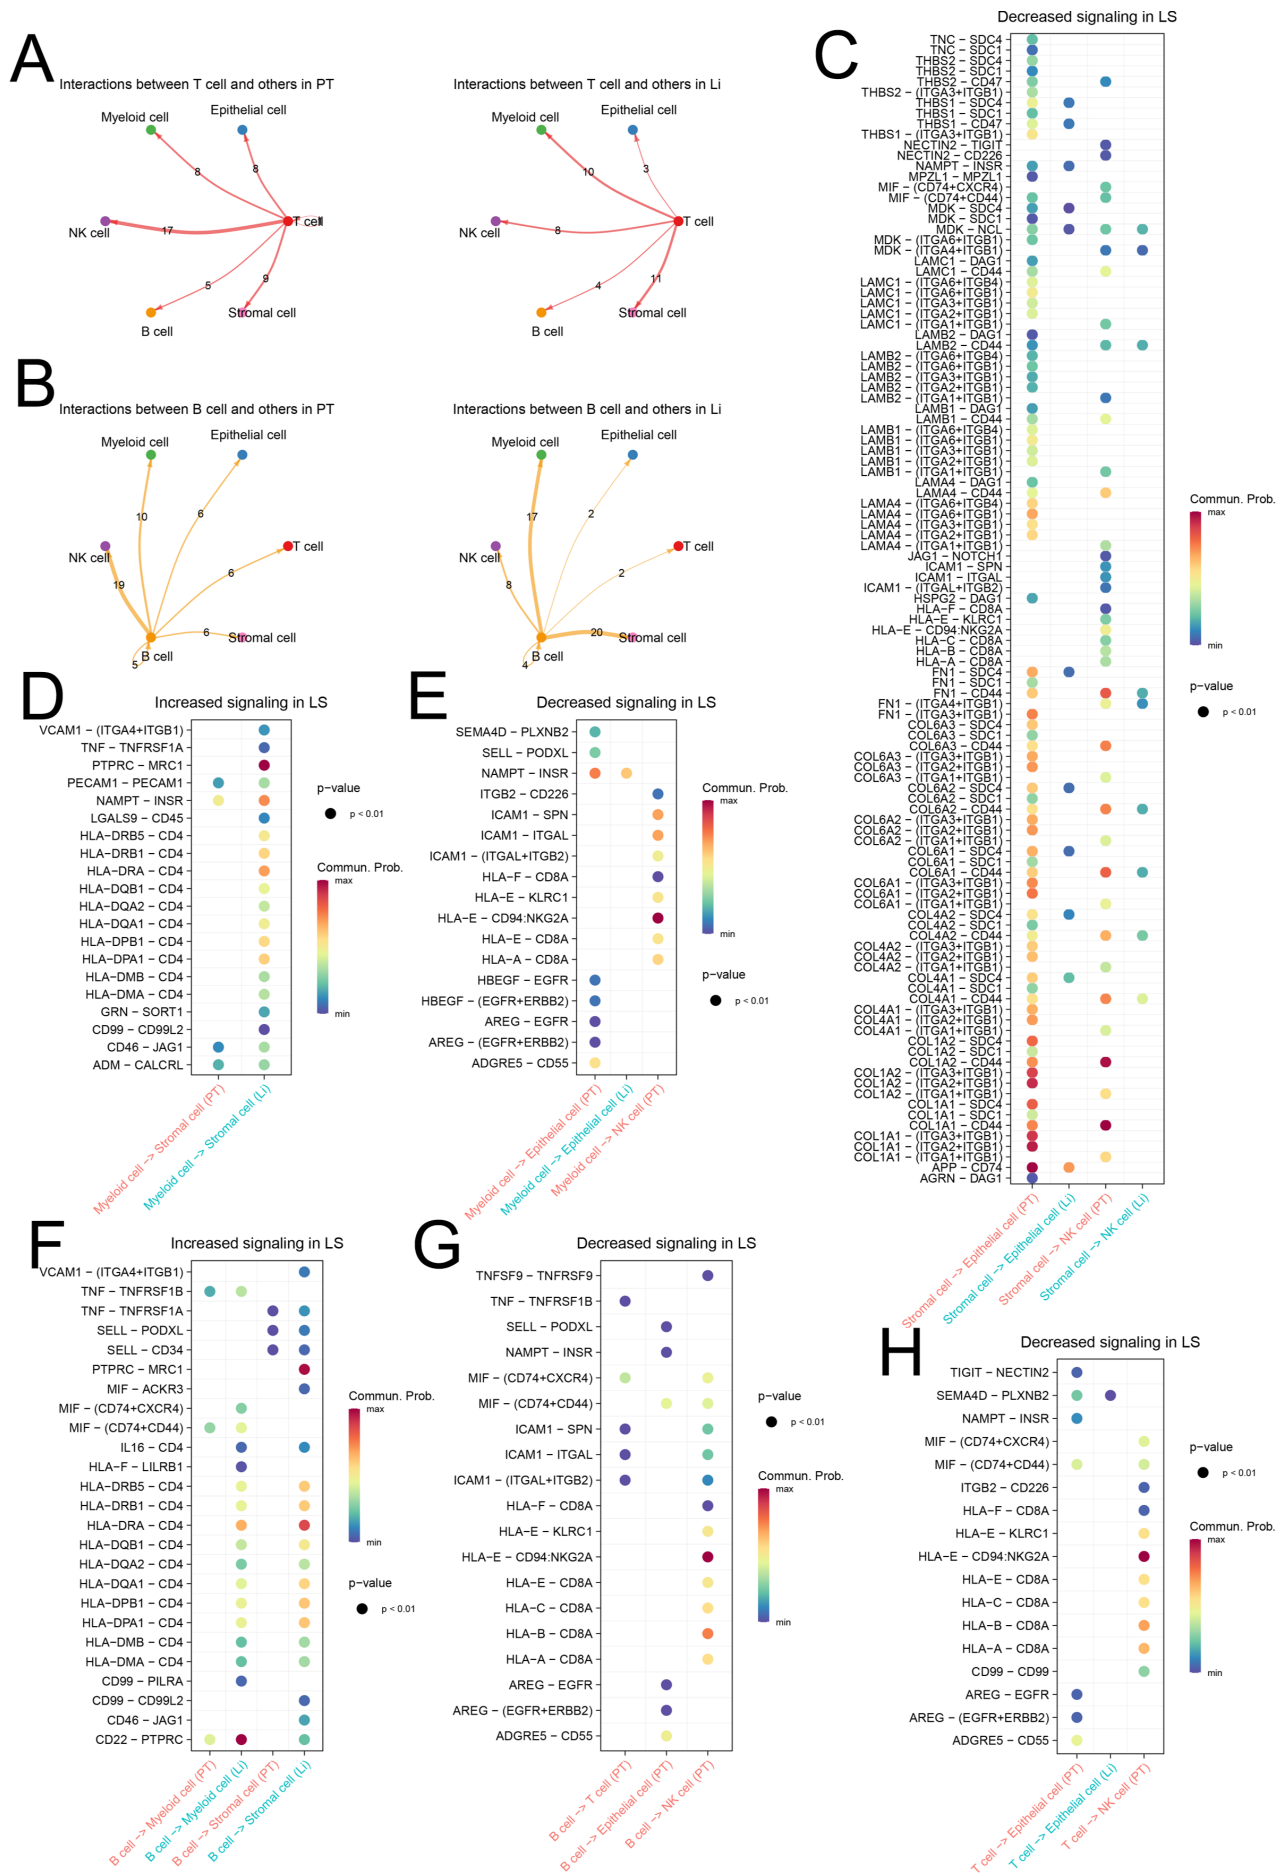 A
Interactions between T cell and others in PT
Myeloid cell
Epithelial cell
8
8
NK cell
17
T cell
5
9
B cell
Stromal cell
Interactions between T cell and others in Li
Myeloid cell
Epithelial cell
10
3
NK cell
8
T cell
4
11
B cell
Stromal cell
B
Interactions between B cell and others in PT
Myeloid cell
Epithelial cell
10
6
NK cell
T cell
19
6
6
Stromal cell
B cell
5
Interactions between B cell and others in Li
Myeloid cell
Epithelial cell
17
2
NK cell
T cell
8
2
20
Stromal cell
B cell
4
C
Decreased signaling in LS
TNC − SDC4
TNC − SDC1
THBS2 − SDC4
THBS2 − SDC1
THBS2 − CD47
THBS2 − (ITGA3+ITGB1)
THBS1 − SDC4
THBS1 − SDC1
THBS1 − CD47
THBS1 − (ITGA3+ITGB1)
NECTIN2 − TIGIT
NECTIN2 − CD226
NAMPT − INSR
MPZL1 − MPZL1
MIF − (CD74+CXCR4)
MIF − (CD74+CD44)
MDK − SDC4
MDK − SDC1
MDK − NCL
MDK − (ITGA6+ITGB1)
MDK − (ITGA4+ITGB1)
LAMC1 − DAG1
LAMC1 − CD44
LAMC1 − (ITGA6+ITGB4)
LAMC1 − (ITGA6+ITGB1)
LAMC1 − (ITGA3+ITGB1)
LAMC1 − (ITGA2+ITGB1)
LAMC1 − (ITGA1+ITGB1)
LAMB2 − DAG1
LAMB2 − CD44
LAMB2 − (ITGA6+ITGB4)
LAMB2 − (ITGA6+ITGB1)
LAMB2 − (ITGA3+ITGB1)
LAMB2 − (ITGA2+ITGB1)
LAMB2 − (ITGA1+ITGB1)
LAMB1 − DAG1
LAMB1 − CD44
LAMB1 − (ITGA6+ITGB4)
LAMB1 − (ITGA6+ITGB1)
LAMB1 − (ITGA3+ITGB1)
LAMB1 − (ITGA2+ITGB1)
LAMB1 − (ITGA1+ITGB1)
LAMA4 − DAG1
LAMA4 − CD44
LAMA4 − (ITGA6+ITGB4)
LAMA4 − (ITGA6+ITGB1)
LAMA4 − (ITGA3+ITGB1)
LAMA4 − (ITGA2+ITGB1)
LAMA4 − (ITGA1+ITGB1)
JAG1 − NOTCH1
ICAM1 − SPN
ICAM1 − ITGAL
ICAM1 − (ITGAL+ITGB2)
HSPG2 − DAG1
HLA−F − CD8A
HLA−E − KLRC1
HLA−E − CD94:NKG2A
HLA−C − CD8A
HLA−B − CD8A
HLA−A − CD8A
FN1 − SDC4
FN1 − SDC1
FN1 − CD44
FN1 − (ITGA4+ITGB1)
FN1 − (ITGA3+ITGB1)
COL6A3 − SDC4
COL6A3 − SDC1
COL6A3 − CD44
COL6A3 − (ITGA3+ITGB1)
COL6A3 − (ITGA2+ITGB1)
COL6A3 − (ITGA1+ITGB1)
COL6A2 − SDC4
COL6A2 − SDC1
COL6A2 − CD44
COL6A2 − (ITGA3+ITGB1)
COL6A2 − (ITGA2+ITGB1)
COL6A2 − (ITGA1+ITGB1)
COL6A1 − SDC4
COL6A1 − SDC1
COL6A1 − CD44
COL6A1 − (ITGA3+ITGB1)
COL6A1 − (ITGA2+ITGB1)
COL6A1 − (ITGA1+ITGB1)
COL4A2 − SDC4
COL4A2 − SDC1
COL4A2 − CD44
COL4A2 − (ITGA3+ITGB1)
COL4A2 − (ITGA2+ITGB1)
COL4A2 − (ITGA1+ITGB1)
COL4A1 − SDC4
COL4A1 − SDC1
COL4A1 − CD44
COL4A1 − (ITGA3+ITGB1)
COL4A1 − (ITGA2+ITGB1)
COL4A1 − (ITGA1+ITGB1)
COL1A2 − SDC4
COL1A2 − SDC1
COL1A2 − CD44
COL1A2 − (ITGA3+ITGB1)
COL1A2 − (ITGA2+ITGB1)
COL1A2 − (ITGA1+ITGB1)
COL1A1 − SDC4
COL1A1 − SDC1
COL1A1 − CD44
COL1A1 − (ITGA3+ITGB1)
COL1A1 − (ITGA2+ITGB1)
COL1A1 − (ITGA1+ITGB1)
APP − CD74
AGRN − DAG1
Stromal cell −> Epithelial cell (PT)
Stromal cell −> Epithelial cell (Li)
Stromal cell −> NK cell (PT)
Stromal cell −> NK cell (Li)
Commun. Prob.
max
min
p−value
p < 0.01
D
Increased signaling in LS
VCAM1 − (ITGA4+ITGB1)
TNF − TNFRSF1A
PTPRC − MRC1
PECAM1 − PECAM1
NAMPT − INSR
LGALS9 − CD45
HLA−DRB5 − CD4
HLA−DRB1 − CD4
HLA−DRA − CD4
HLA−DQB1 − CD4
HLA−DQA2 − CD4
HLA−DQA1 − CD4
HLA−DPB1 − CD4
HLA−DPA1 − CD4
HLA−DMB − CD4
HLA−DMA − CD4
GRN − SORT1
CD99 − CD99L2
CD46 − JAG1
ADM − CALCRL
Myeloid cell −> Stromal cell (PT)
Myeloid cell −> Stromal cell (Li)
p−value
p < 0.01
Commun. Prob.
max
min
E
Decreased signaling in LS
SEMA4D − PLXNB2
SELL − PODXL
NAMPT − INSR
ITGB2 − CD226
ICAM1 − SPN
ICAM1 − ITGAL
ICAM1 − (ITGAL+ITGB2)
HLA−F − CD8A
HLA−E − KLRC1
HLA−E − CD94:NKG2A
HLA−E − CD8A
HLA−A − CD8A
HBEGF − EGFR
HBEGF − (EGFR+ERBB2)
AREG − EGFR
AREG − (EGFR+ERBB2)
ADGRE5 − CD55
Myeloid cell −> Epithelial cell (PT)
Myeloid cell −> Epithelial cell (Li)
Myeloid cell −> NK cell (PT)
Commun. Prob.
max
min
p−value
p < 0.01
F
Increased signaling in LS
VCAM1 − (ITGA4+ITGB1)
TNF − TNFRSF1B
TNF − TNFRSF1A
SELL − PODXL
SELL − CD34
PTPRC − MRC1
MIF − ACKR3
MIF − (CD74+CXCR4)
MIF − (CD74+CD44)
IL16 − CD4
HLA−F − LILRB1
HLA−DRB5 − CD4
HLA−DRB1 − CD4
HLA−DRA − CD4
HLA−DQB1 − CD4
HLA−DQA2 − CD4
HLA−DQA1 − CD4
HLA−DPB1 − CD4
HLA−DPA1 − CD4
HLA−DMB − CD4
HLA−DMA − CD4
CD99 − PILRA
CD99 − CD99L2
CD46 − JAG1
CD22 − PTPRC
B cell −> Myeloid cell (PT)
B cell −> Myeloid cell (Li)
B cell −> Stromal cell (PT)
B cell −> Stromal cell (Li)
Commun. Prob.
max
min
p−value
p < 0.01
G
Decreased signaling in LS
TNFSF9 − TNFRSF9
TNF − TNFRSF1B
SELL − PODXL
NAMPT − INSR
MIF − (CD74+CXCR4)
MIF − (CD74+CD44)
ICAM1 − SPN
ICAM1 − ITGAL
ICAM1 − (ITGAL+ITGB2)
HLA−F − CD8A
HLA−E − KLRC1
HLA−E − CD94:NKG2A
HLA−E − CD8A
HLA−C − CD8A
HLA−B − CD8A
HLA−A − CD8A
AREG − EGFR
AREG − (EGFR+ERBB2)
ADGRE5 − CD55
B cell −> T cell (PT)
B cell −> Epithelial cell (PT)
B cell −> NK cell (PT)
p−value
p < 0.01
Commun. Prob.
max
min
H
Decreased signaling in LS
TIGIT − NECTIN2
SEMA4D − PLXNB2
NAMPT − INSR
MIF − (CD74+CXCR4)
MIF − (CD74+CD44)
ITGB2 − CD226
HLA−F − CD8A
HLA−E − KLRC1
HLA−E − CD94:NKG2A
HLA−E − CD8A
HLA−C − CD8A
HLA−B − CD8A
HLA−A − CD8A
CD99 − CD99
AREG − EGFR
AREG − (EGFR+ERBB2)
ADGRE5 − CD55
T cell −> Epithelial cell (PT)
T cell −> Epithelial cell (Li)
T cell −> NK cell (PT)
p−value
p < 0.01
Commun. Prob.
max
min